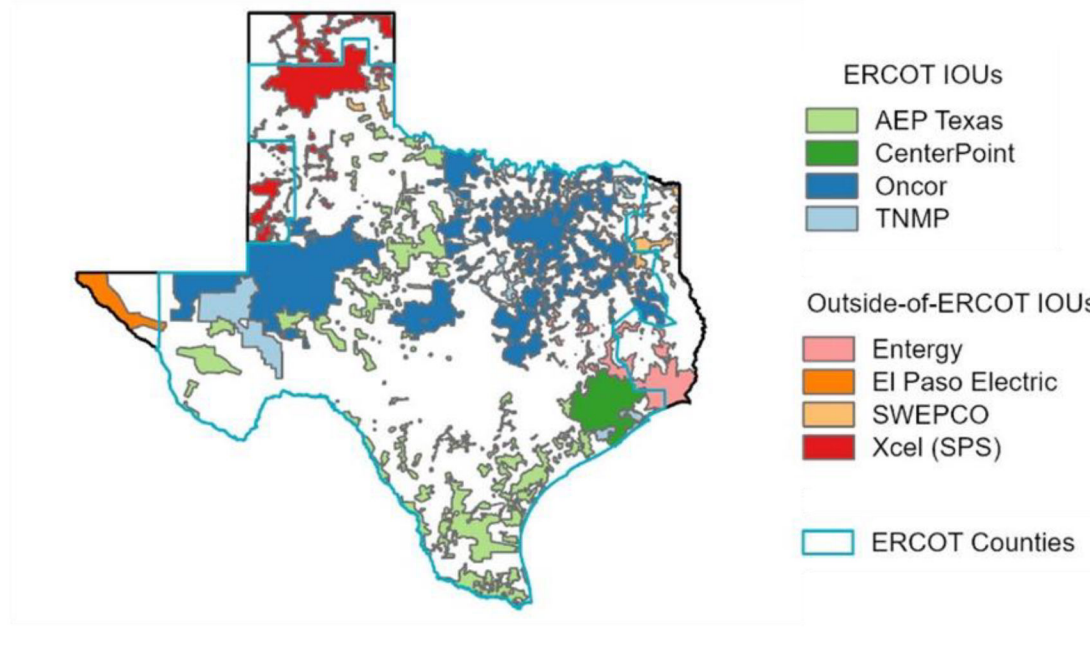 ERCOT IOUs
AEP Texas
CenterPoint
Oncor
TNMP
Outside-of-ERCOT IOUs
Entergy
El Paso Electric
SWEPCO
Xcel (SPS)
ERCOT Counties